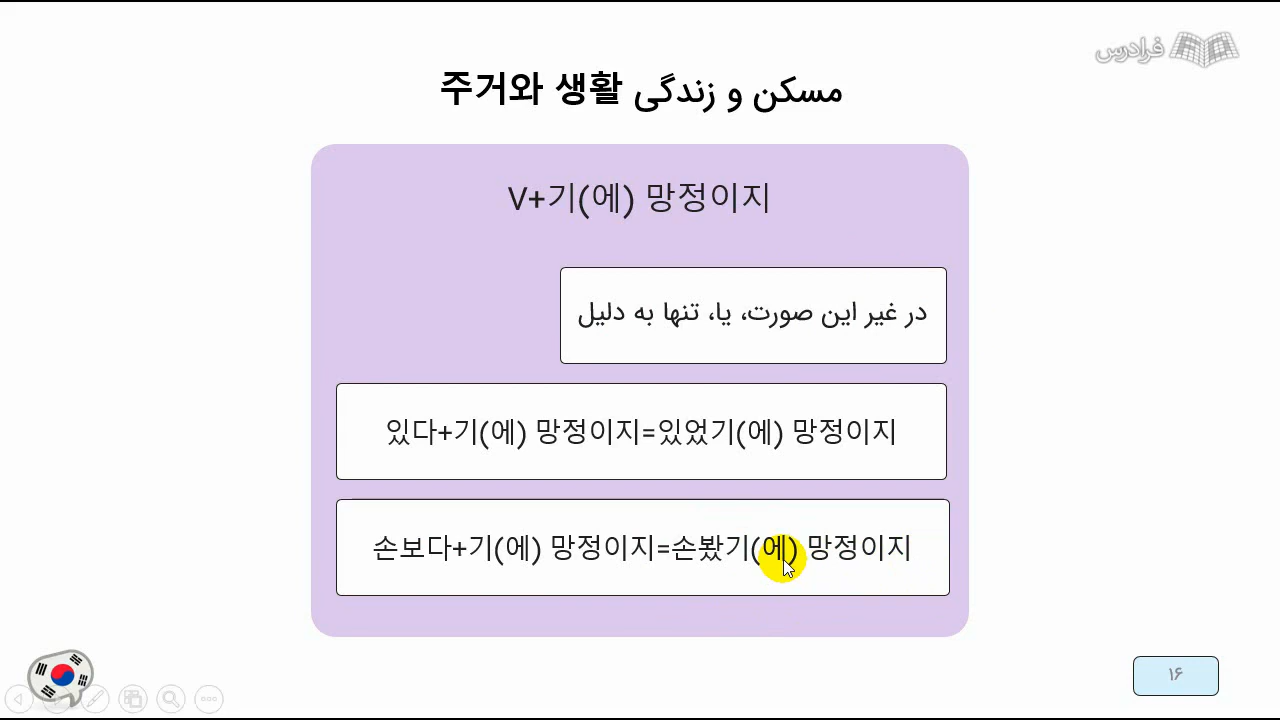 فرادرس
مسکن و زندگی 주거와 생활
V+기(에) 망정이지
در غیر این صورت، یا، تنها به دلیل
있다+기(에) 망정이지=있었기(에) 망정이지
손보다+기(에) 망정이지=손봤기(에) 망정이지
۱۶